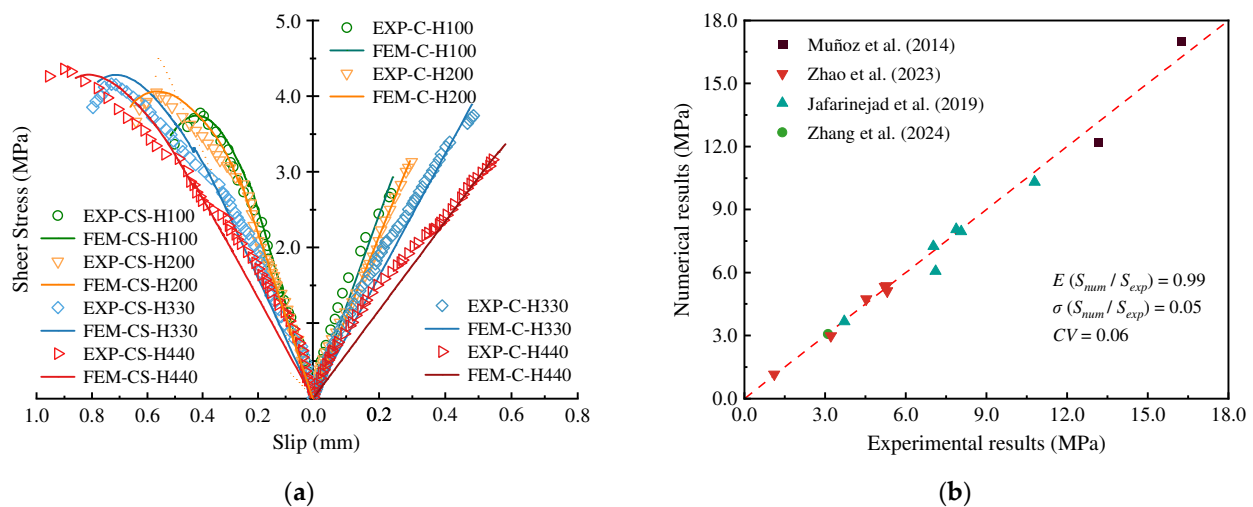 5.0
4.0
3.0
2.0
1.0
0.8
0.6
0.4
0.2
0.0
0.2
0.4
0.6
0.8
Sheer Stress (MPa)
Slip (mm)
EXP-C-H100
FEM-C-H100
EXP-C-H200
FEM-C-H200
EXP-CS-H100
FEM-CS-H100
EXP-CS-H200
FEM-CS-H200
EXP-CS-H330
FEM-CS-H330
EXP-CS-H440
FEM-CS-H440
EXP-C-H330
FEM-C-H330
EXP-C-H440
FEM-C-H440
(a)
18.0
15.0
12.0
9.0
6.0
3.0
0.0
0.0
3.0
6.0
9.0
12.0
15.0
18.0
Numerical results (MPa)
Experimental results (MPa)
Muñoz et al. (2014)
Zhao et al. (2023)
Jafarinejad et al. (2019)
Zhang et al. (2024)
E (Snum / Sexp) = 0.99
σ (Snum / Sexp) = 0.05
CV = 0.06
(b)